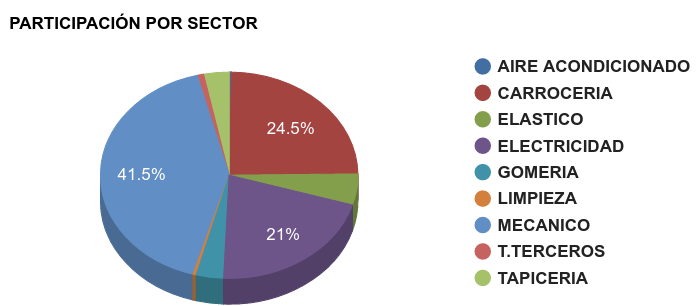 PARTICIPACIÓN POR SECTOR
AIRE ACONDICIONADO
CARROCERIA
24.5%
ELASTICO
ELECTRICIDAD
41.5%
GOMERIA
LIMPIEZA
MECANICO
21%
T.TERCEROS
TAPICERIA